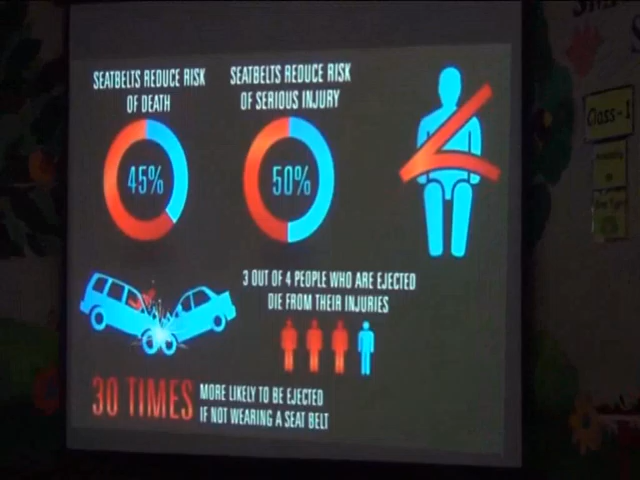 SEATBELTS REDUCE RISK
OF DEATH
45%
SEATBELTS REDUCE RISK
OF SERIOUS INJURY
50%
3 OUT OF 4 PEOPLE WHO ARE EJECTED
DIE FROM THEIR INJURIES
30 TIMES
MORE LIKELY TO BE EJECTED
IF NOT WEARING A SEAT BELT
Class-1